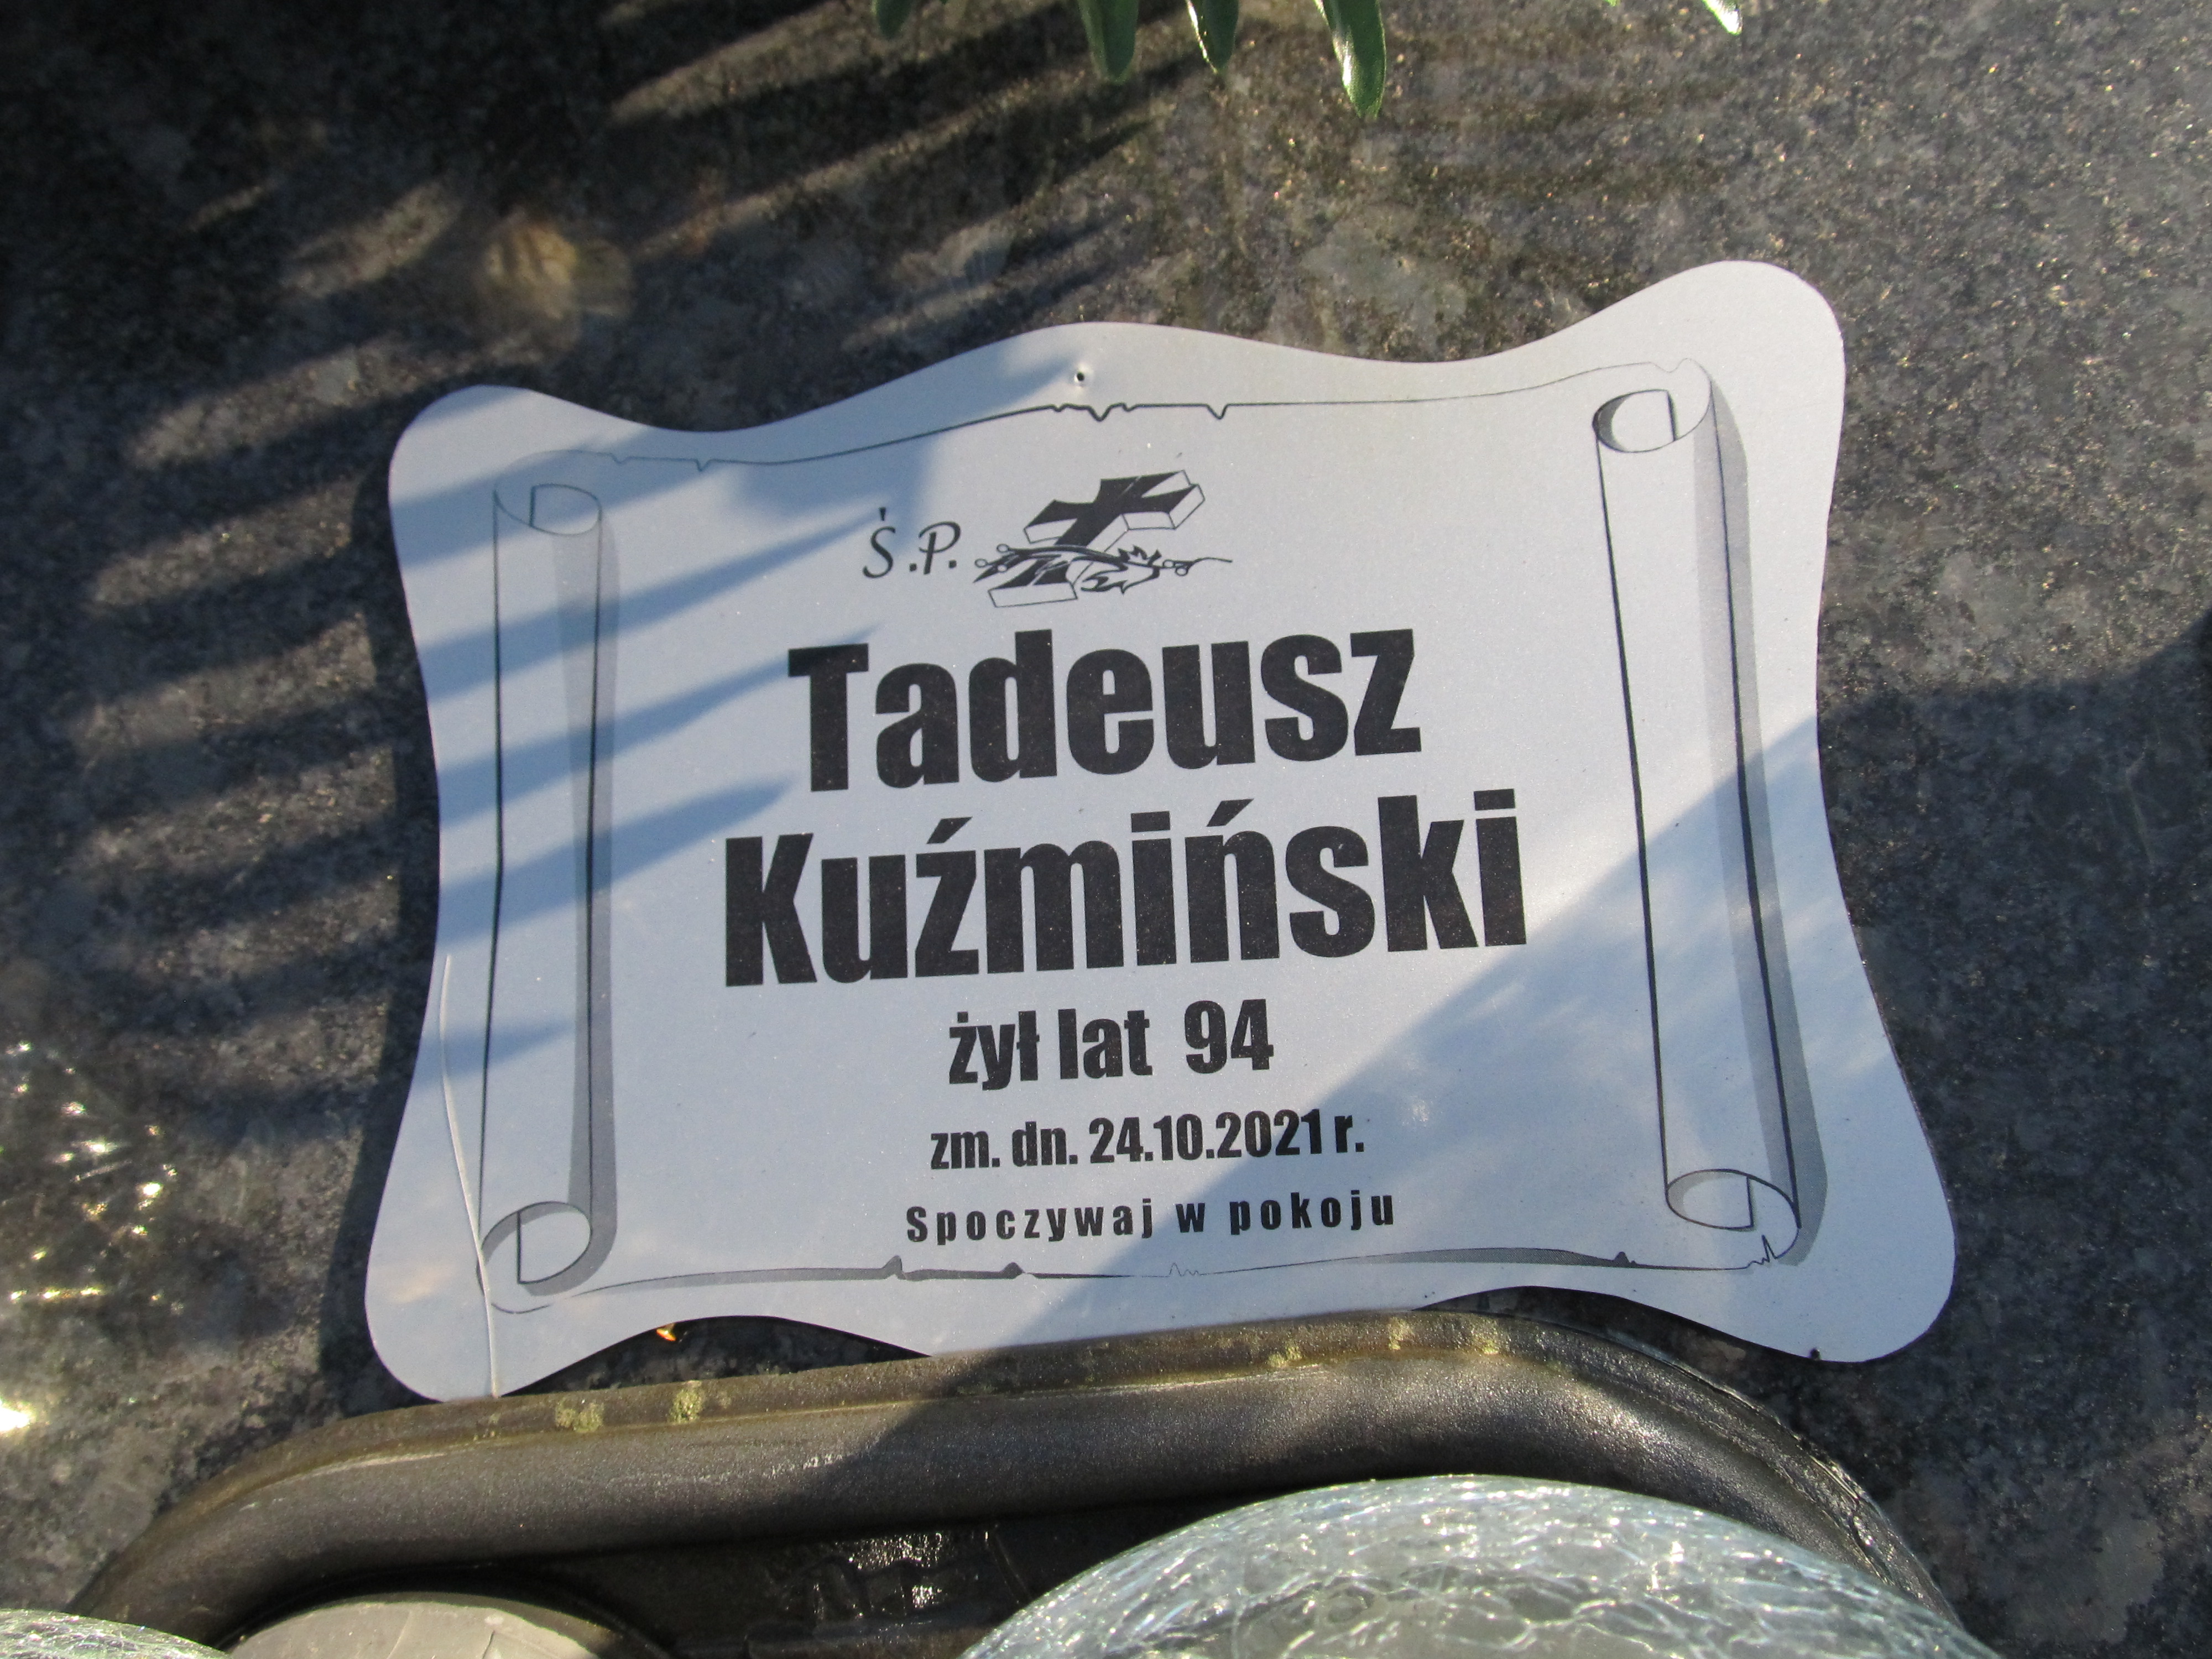 Ś.P.
Tadeusz
Kuźmiński
żył lat 94
zm. dn. 24.10.2021 r.
Spoczywaj w pokoju